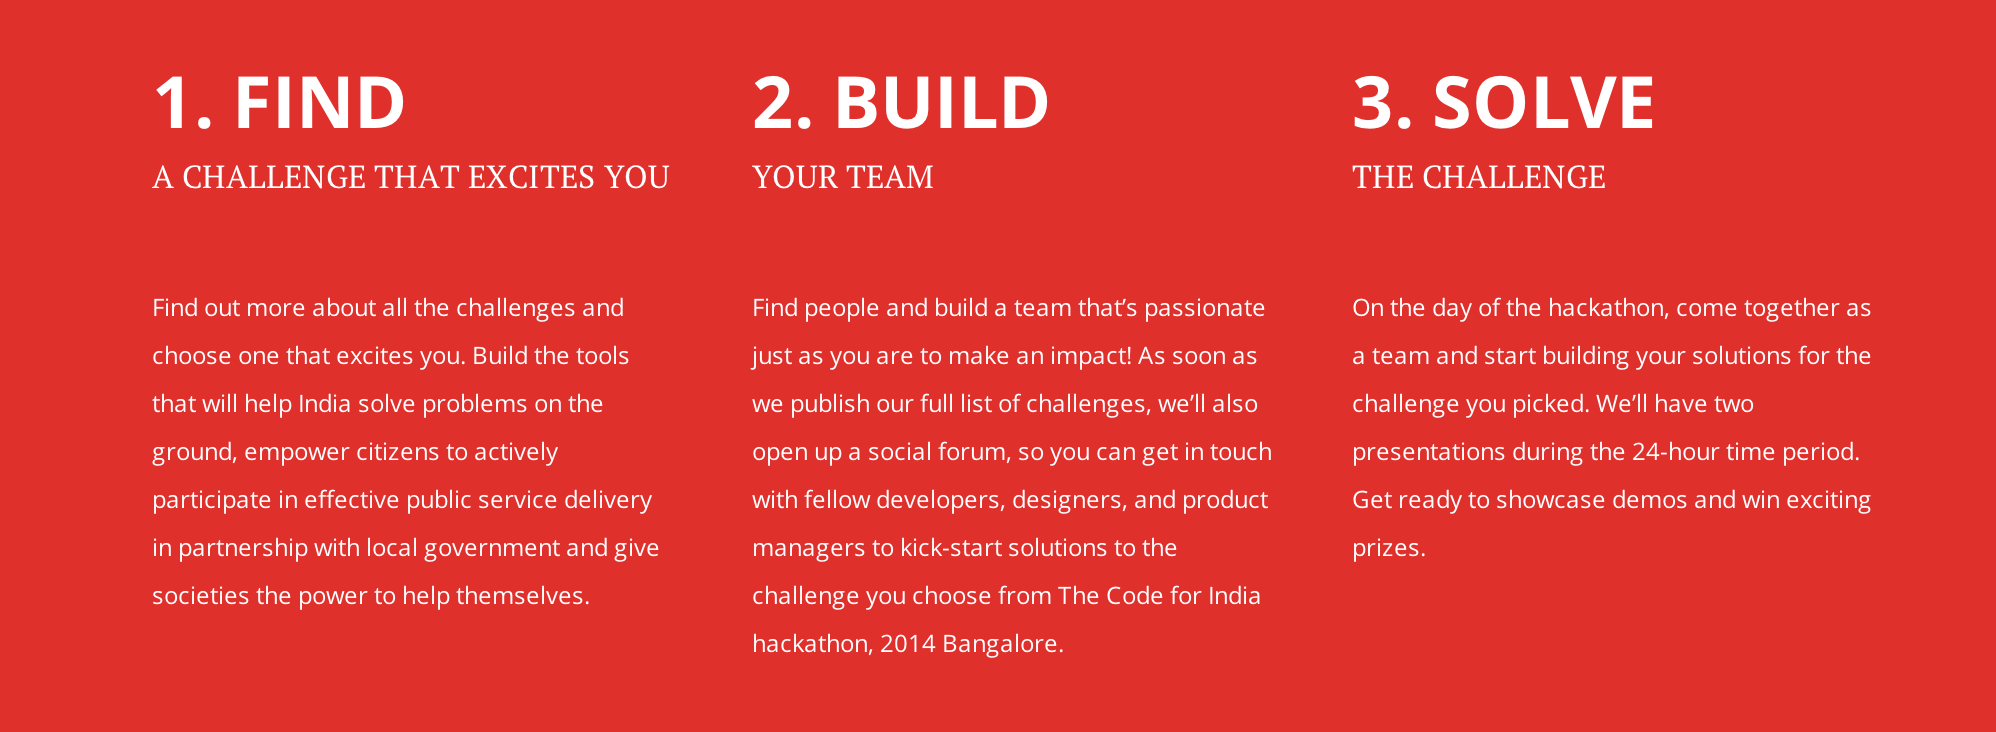 1. FIND
A CHALLENGE THAT EXCITES YOU
Find out more about all the challenges and
choose one that excites you. Build the tools
that will help India solve problems on the
ground, empower citizens to actively
participate in effective public service delivery
in partnership with local government and give
societies the power to help themselves.
2. BUILD
YOUR TEAM
Find people and build a team that’s passionate
just as you are to make an impact! As soon as
we publish our full list of challenges, we’ll also
open up a social forum, so you can get in touch
with fellow developers, designers, and product
managers to kick-start solutions to the
challenge you choose from The Code for India
hackathon, 2014 Bangalore.
3. SOLVE
THE CHALLENGE
On the day of the hackathon, come together as
a team and start building your solutions for the
challenge you picked. We’ll have two
presentations during the 24-hour time period.
Get ready to showcase demos and win exciting
prizes.